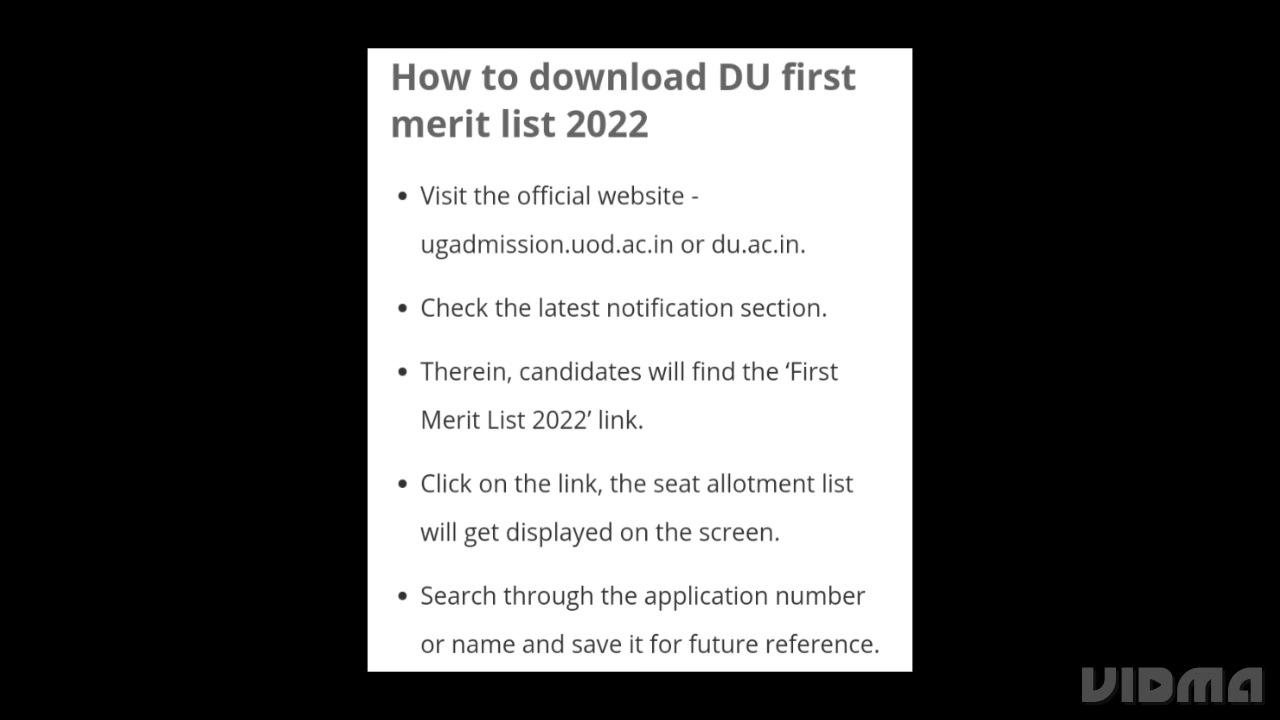 How to download DU first
merit list 2022
• Visit the official website -
ugadmission.uod.ac.in or du.ac.in.
• Check the latest notification section.
• Therein, candidates will find the ‘First
Merit List 2022’ link.
• Click on the link, the seat allotment list
will get displayed on the screen.
• Search through the application number
or name and save it for future reference.
VIDMA